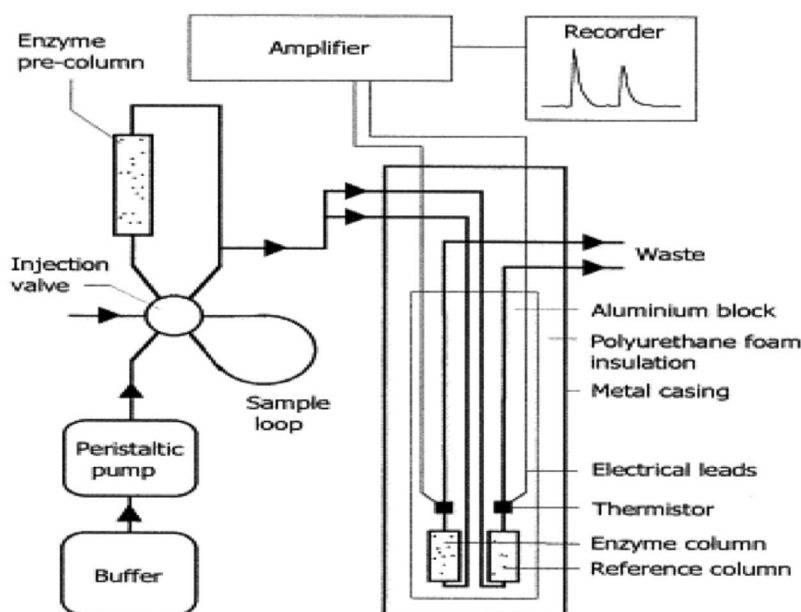 Enzyme
pre-column
Amplifier
Recorder
Injection
valve
Waste
Aluminium block
Polyurethane foam
insulation
Metal casing
Sample
loop
Peristaltic
pump
Electrical leads
Thermistor
Enzyme column
Reference column
Buffer